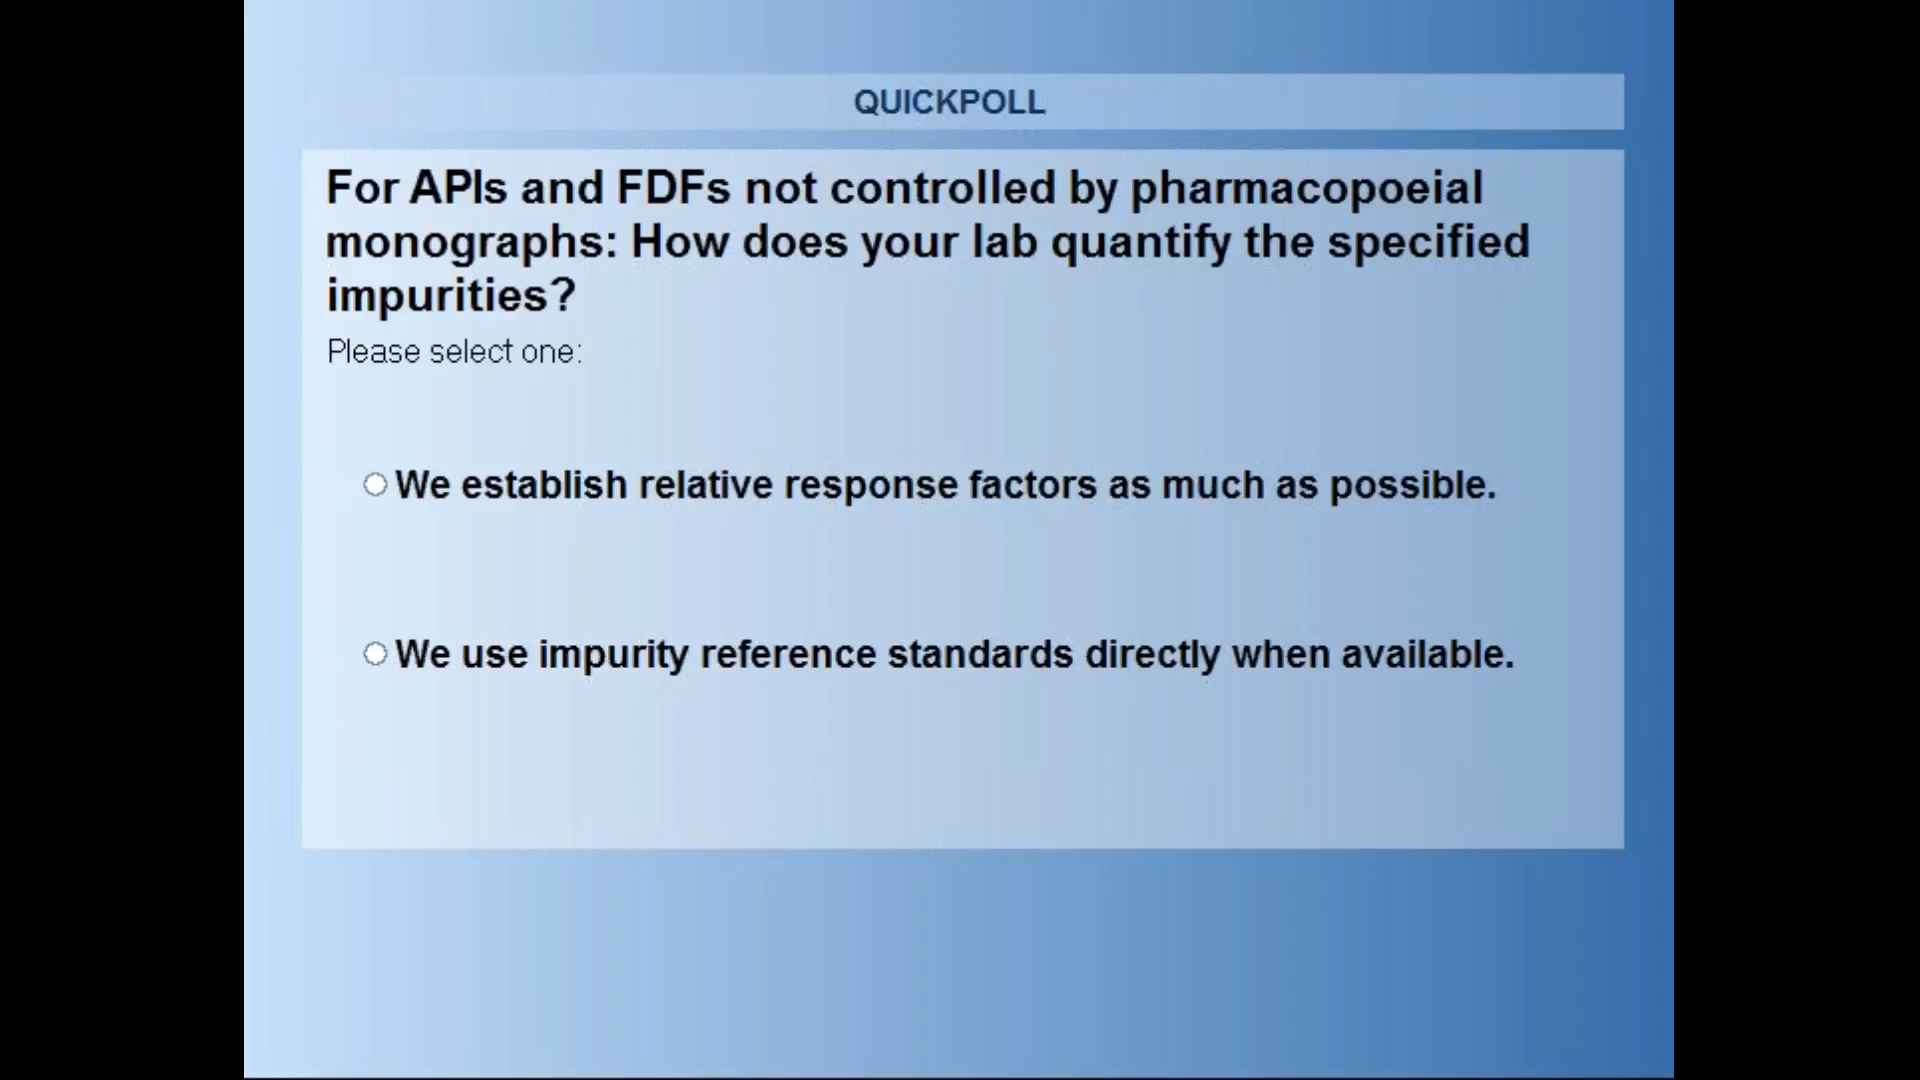 QUICKPOLL
For APIs and FDFs not controlled by pharmacopoeial
monographs: How does your lab quantify the specified
impurities?
Please select one:
We establish relative response factors as much as possible.
We use impurity reference standards directly when available.